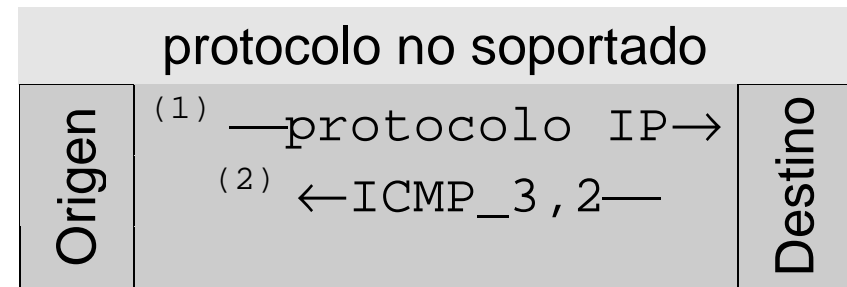 protocolo no soportado
Origen
(1) —protocolo IP→
(2) ←ICMP_3,2—
Destino